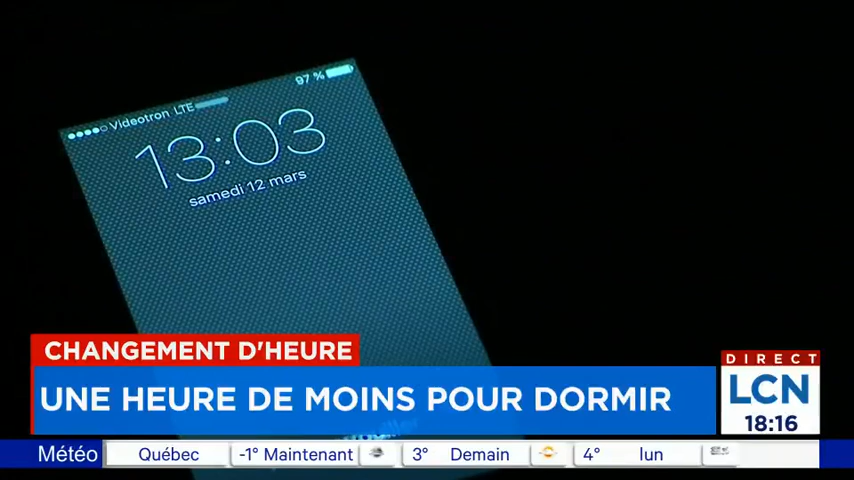 97 %
Videotron LTE
13:03
samedi 12 mars
CHANGEMENT D'HEURE
UNE HEURE DE MOINS POUR DORMIR
DIRECT
LCN
18:16
Météo Québec -1° Maintenant 3° Demain 4° lun